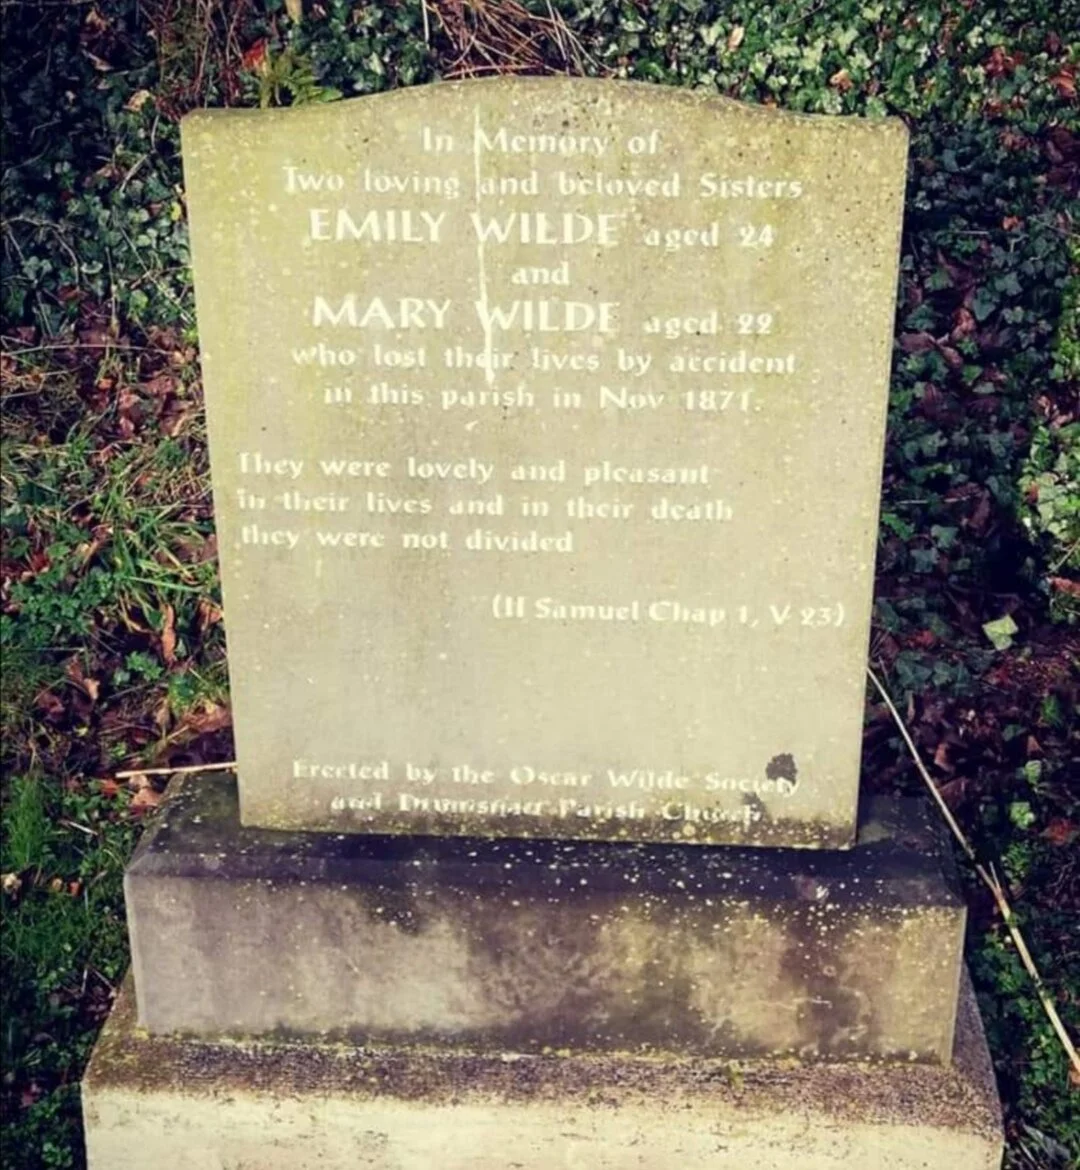 In Memory of
Two loving and beloved Sisters
EMILY WILDE aged 24
and
MARY WILDE aged 22
who lost their lives by accident
in this parish in Nov 1871.
They were lovely and pleasant
in their lives and in their death
they were not divided
(II Samuel Chap 1, V 23)
Erected by the Oscar Wilde Society
and Drumsnatt Parish Church